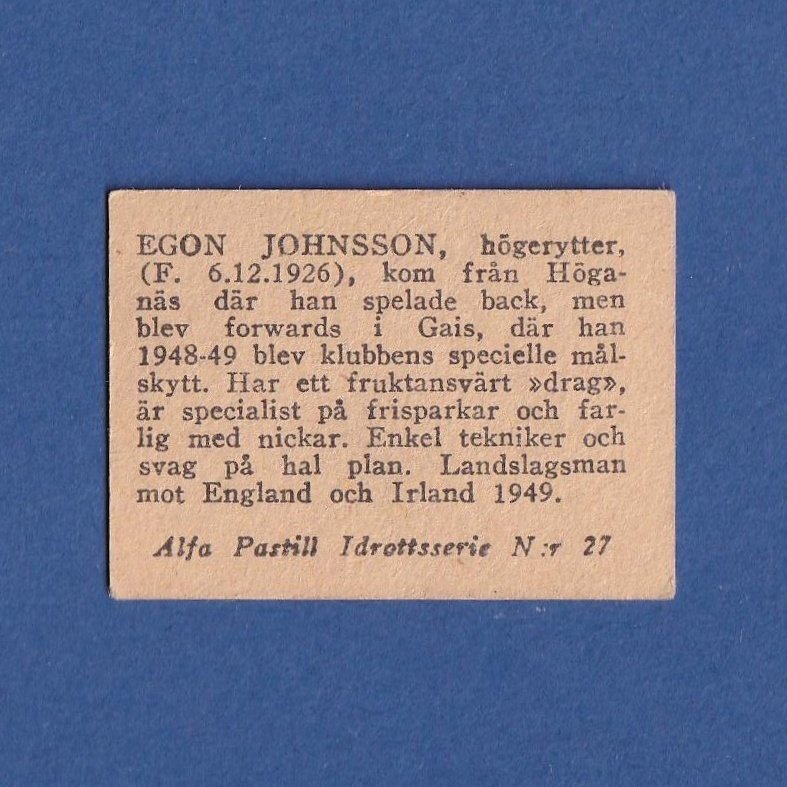 EGON JOHNSSON, högerytter,
(F. 6.12.1926), kom från Höga-
näs där han spelade back, men
blev forwards i Gais, där han
1948-49 blev klubbens specielle mål-
skytt. Har ett fruktansvärt »drag»,
är specialist på frisparkar och far-
lig med nickar. Enkel tekniker och
svag på hal plan. Landslagsman
mot England och Irland 1949.
Alfa Pastill Idrottsserie N:r 27